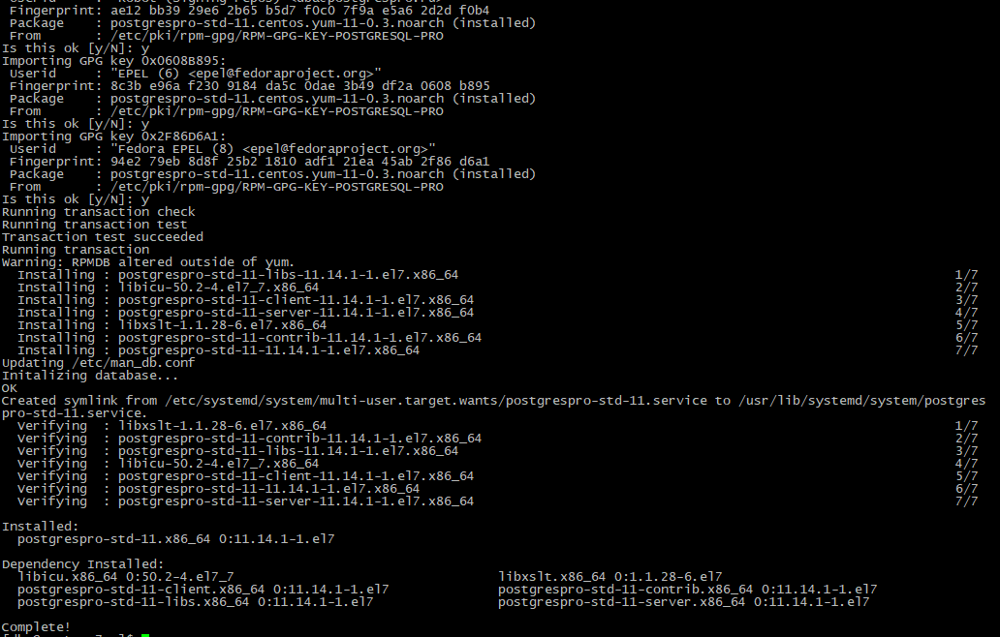 Fingerprint: ae12 bb39 29e6 2b65 b5d7 f0c0 7f9a e5a6 2d2d f0b4
Package    : postgrespro-std-11.centos.yum-11-0.3.noarch (installed)
From       : /etc/pki/rpm-gpg/RPM-GPG-KEY-POSTGRESQL-PRO
Is this ok [y/N]: y
Importing GPG key 0x0608B895:
Userid     : "EPEL (6) <epel@fedoraproject.org>"
Fingerprint: 8c3b e96a f230 9184 da5c 0dae 3b49 df2a 0608 b895
Package    : postgrespro-std-11.centos.yum-11-0.3.noarch (installed)
From       : /etc/pki/rpm-gpg/RPM-GPG-KEY-POSTGRESQL-PRO
Is this ok [y/N]: y
Importing GPG key 0x2F86D6A1:
Userid     : "Fedora EPEL (8) <epel@fedoraproject.org>"
Fingerprint: 94e2 79eb 8d8f 25b2 1810 adf1 21ea 45ab 2f86 d6a1
Package    : postgrespro-std-11.centos.yum-11-0.3.noarch (installed)
From       : /etc/pki/rpm-gpg/RPM-GPG-KEY-POSTGRESQL-PRO
Is this ok [y/N]: y
Running transaction check
Running transaction test
Transaction test succeeded
Running transaction
Warning: RPMDB altered outside of yum.
Installing : postgrespro-std-11-libs-11.14.1-1.el7.x86_64 1/7
Installing : libicu-50.2-4.el7_7.x86_64 2/7
Installing : postgrespro-std-11-client-11.14.1-1.el7.x86_64 3/7
Installing : postgrespro-std-11-server-11.14.1-1.el7.x86_64 4/7
Installing : libxslt-1.1.28-6.el7.x86_64 5/7
Installing : postgrespro-std-11-contrib-11.14.1-1.el7.x86_64 6/7
Installing : postgrespro-std-11-11.14.1-1.el7.x86_64 7/7
Updating /etc/man_db.conf
Initalizing database...
OK
Created symlink from /etc/systemd/system/multi-user.target.wants/postgrespro-std-11.service to /usr/lib/systemd/system/postgres
pro-std-11.service.
Verifying  : libxslt-1.1.28-6.el7.x86_64 1/7
Verifying  : postgrespro-std-11-contrib-11.14.1-1.el7.x86_64 2/7
Verifying  : postgrespro-std-11-libs-11.14.1-1.el7.x86_64 3/7
Verifying  : libicu-50.2-4.el7_7.x86_64 4/7
Verifying  : postgrespro-std-11-client-11.14.1-1.el7.x86_64 5/7
Verifying  : postgrespro-std-11-11.14.1-1.el7.x86_64 6/7
Verifying  : postgrespro-std-11-server-11.14.1-1.el7.x86_64 7/7
Installed:
postgrespro-std-11.x86_64 0:11.14.1-1.el7
Dependency Installed:
libicu.x86_64 0:50.2-4.el7_7 libxslt.x86_64 0:1.1.28-6.el7
postgrespro-std-11-client.x86_64 0:11.14.1-1.el7 postgrespro-std-11-contrib.x86_64 0:11.14.1-1.el7
postgrespro-std-11-libs.x86_64 0:11.14.1-1.el7 postgrespro-std-11-server.x86_64 0:11.14.1-1.el7
Complete!